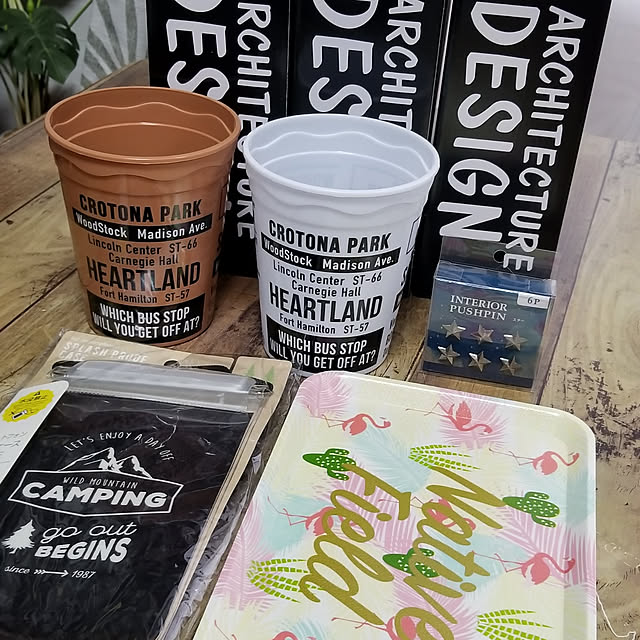 ARCHITECTURE
DESIGN
ARCHITECTURE
DESIGN
ARCHITECTURE
DESIGN
CROTONA PARK
WoodStock Madison Ave.
Lincoln Center ST-66
Carnegie Hall
HEARTLAND
Fort Hamilton ST-57
WHICH BUS STOP
WILL YOU GET OFF AT?
CROTONA PARK
WoodStock Madison Ave.
Lincoln Center ST-66
Carnegie Hall
HEARTLAND
Fort Hamilton ST-57
WHICH BUS STOP
WILL YOU GET OFF AT?
INTERIOR
PUSHPIN
6P
LET'S ENJOY A DAY OFF
WILD MOUNTAIN
CAMPING
go out
BEGINS
since 1987
Native
Field